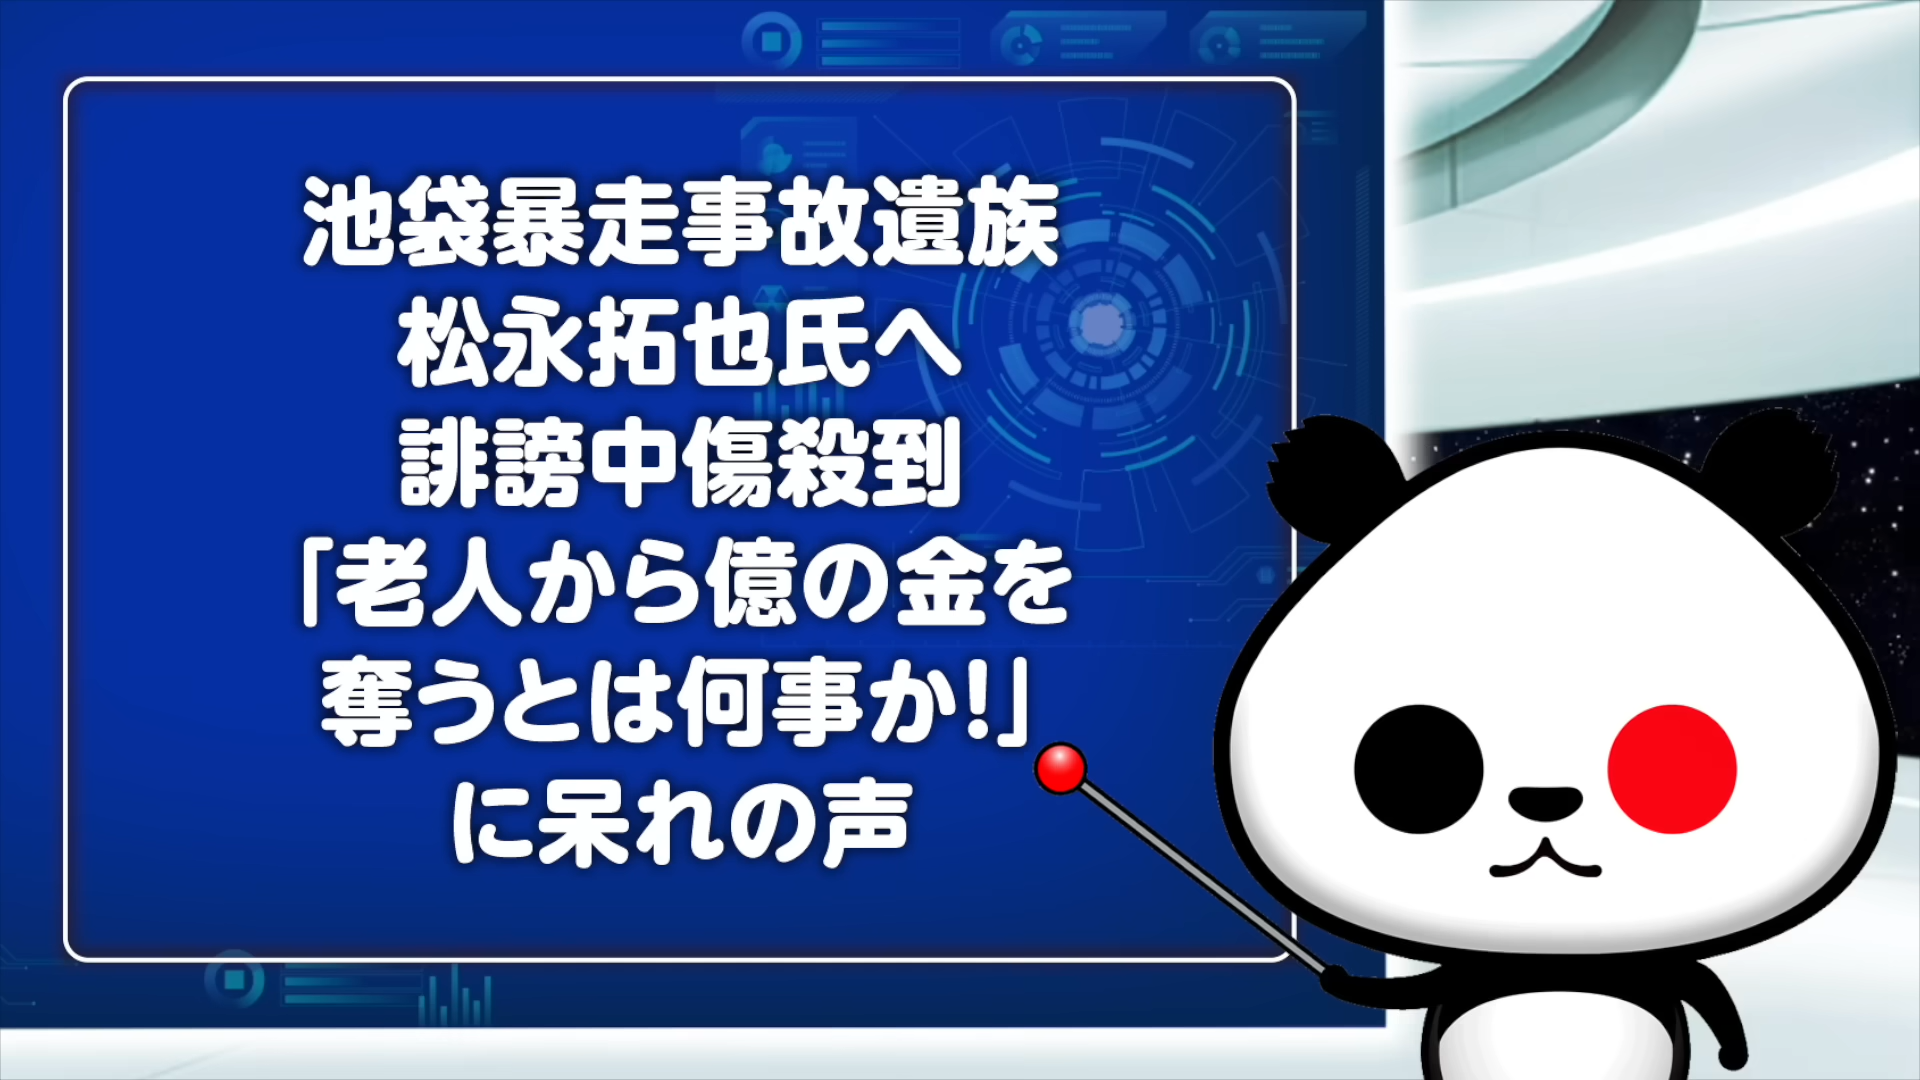 池袋暴走事故遺族
松永拓也氏へ
誹謗中傷殺到
｢老人から億の金を
奪うとは何事か!｣
に呆れの声